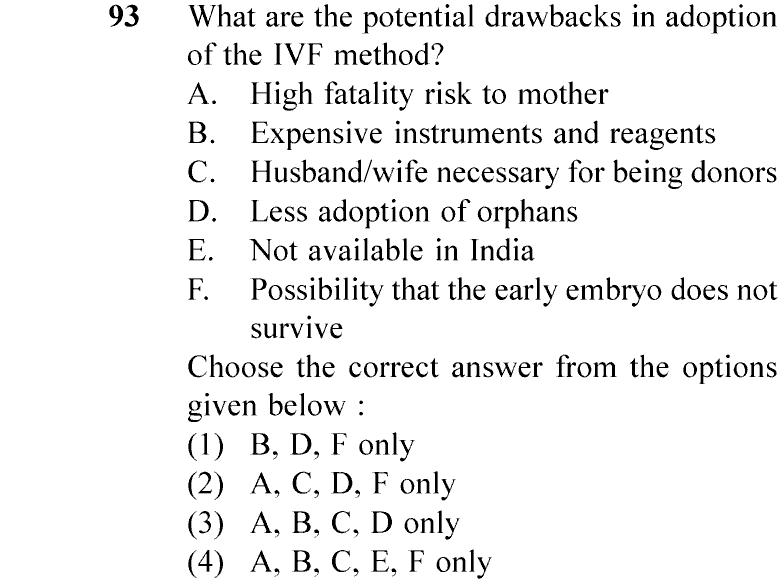 93 What are the potential drawbacks in adoption
of the IVF method?
A. High fatality risk to mother
B. Expensive instruments and reagents
C. Husband/wife necessary for being donors
D. Less adoption of orphans
E. Not available in India
F. Possibility that the early embryo does not
survive
Choose the correct answer from the options
given below :
(1) B, D, F only
(2) A, C, D, F only
(3) A, B, C, D only
(4) A, B, C, E, F only